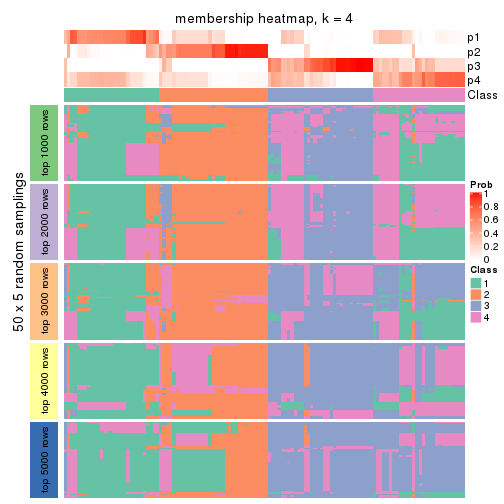 membership heatmap, k = 4
p1
p2
p3
p4
Class
50 x 5 random samplings
top 1000 rows
top 2000 rows
top 3000 rows
top 4000 rows
top 5000 rows
Prob
1
0.8
0.6
0.4
0.2
0
Class
1
2
3
4